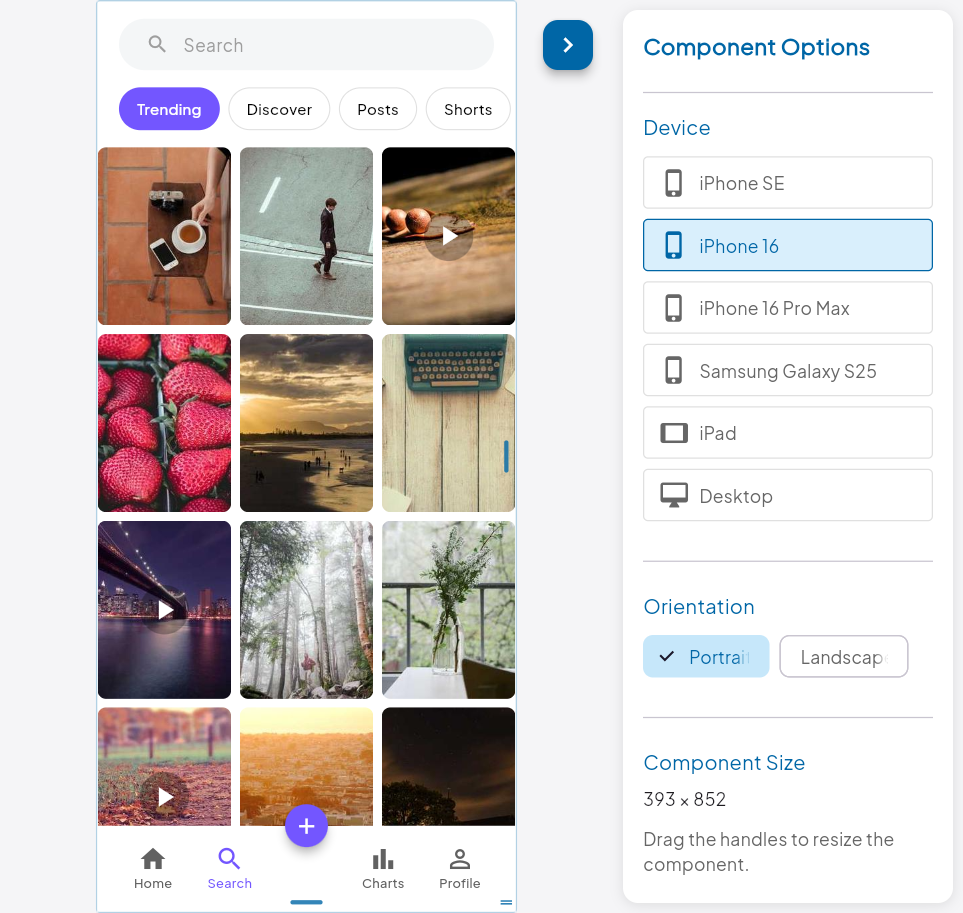 Search
Trending
Discover
Posts
Shorts
Home
Search
Charts
Profile
Component Options
Device
iPhone SE
iPhone 16
iPhone 16 Pro Max
Samsung Galaxy S25
iPad
Desktop
Orientation
Portrait
Landscap
Component Size
393 × 852
Drag the handles to resize the
component.